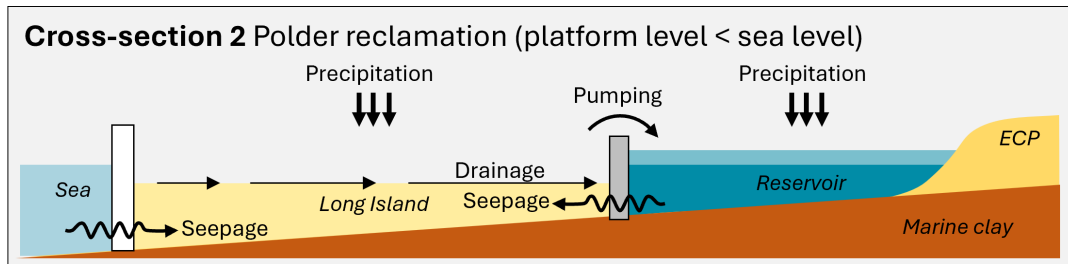 Cross-section 2 Polder reclamation (platform level < sea level)
Precipitation
Precipitation
Pumping
ECP
Drainage
Sea
Reservoir
Long Island
Seepage
Seepage
Marine clay